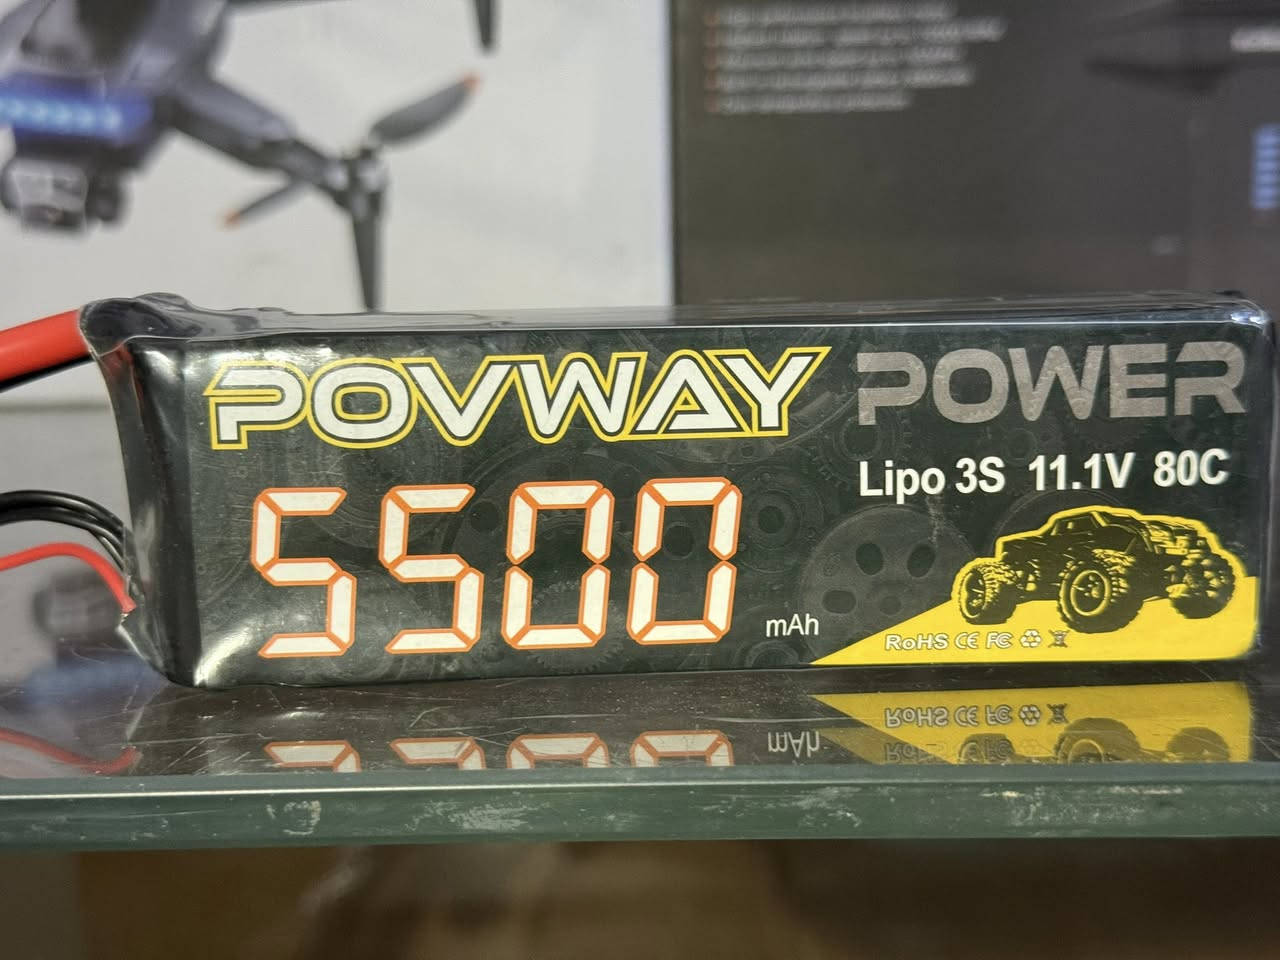 POVWAY POWER
Lipo 3S 11.1V 80C
5500 mAh
RoHS CE FC